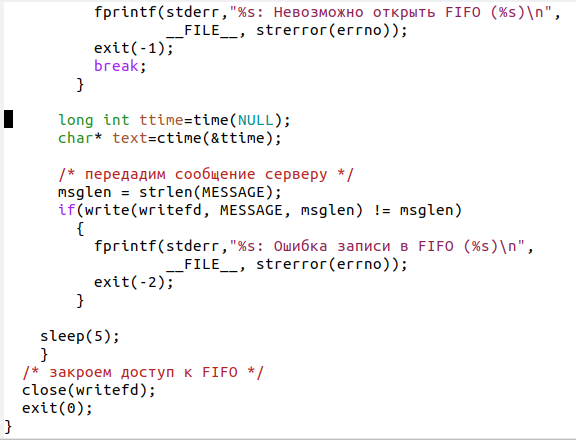 fprintf(stderr,"%s: Невозможно открыть FIFO (%s)\n",
__FILE__, strerror(errno));
exit(-1);
break;
}
long int ttime=time(NULL);
char* text=ctime(&ttime);
/* передадим сообщение серверу */
msglen = strlen(MESSAGE);
if(write(writefd, MESSAGE, msglen) != msglen)
{
fprintf(stderr,"%s: Ошибка записи в FIFO (%s)\n",
__FILE__, strerror(errno));
exit(-2);
}
sleep(5);
}
/* закроем доступ к FIFO */
close(writefd);
exit(0);
}